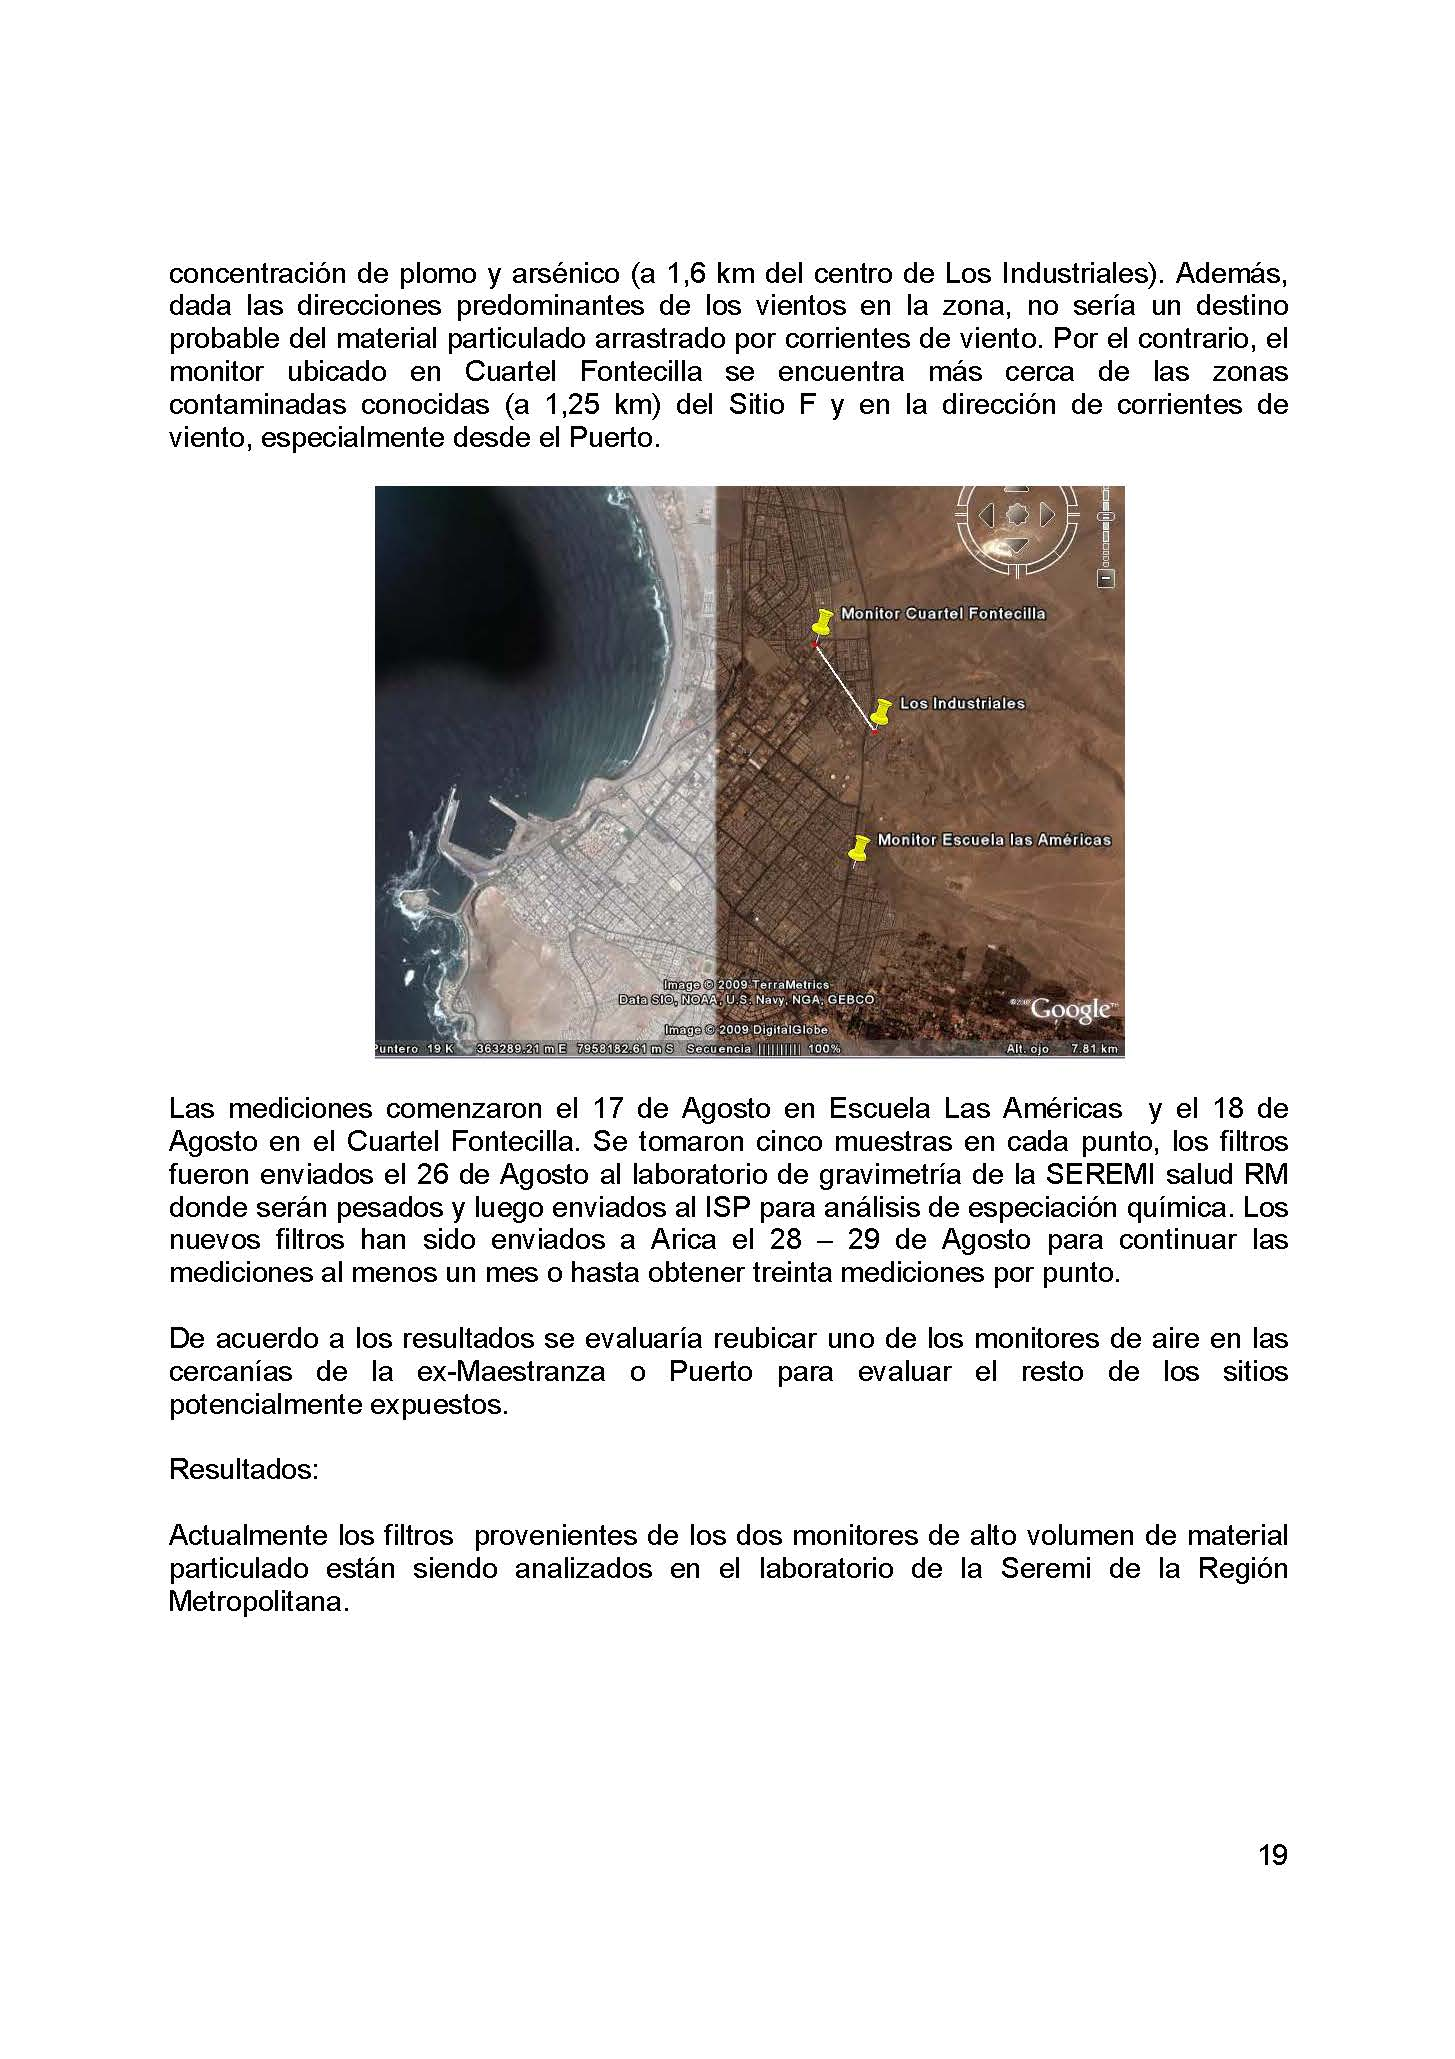 concentración de plomo y arsénico (a 1,6 km del centro de Los Industriales). Además,
dada las direcciones predominantes de los vientos en la zona, no sería un destino
probable del material particulado arrastrado por corrientes de viento. Por el contrario, el
monitor ubicado en Cuartel Fontecilla se encuentra más cerca de las zonas
contaminadas conocidas (a 1,25 km) del Sitio F y en la dirección de corrientes de
viento, especialmente desde el Puerto.
Monitor Cuartel Fontecilla
Los Industriales
Monitor Escuela las Américas
Image © 2009 TerraMetrics
Data SIO, NOAA, U.S. Navy, NGA, GEBCO
Google™
Image © 2009 DigitalGlobe
Puntero 19 K 363289.21 m E 7958182.61 m S Secuencia |||||||||| 100% Alt. ojo 7.81 km
Las mediciones comenzaron el 17 de Agosto en Escuela Las Américas y el 18 de
Agosto en el Cuartel Fontecilla. Se tomaron cinco muestras en cada punto, los filtros
fueron enviados el 26 de Agosto al laboratorio de gravimetría de la SEREMI salud RM
donde serán pesados y luego enviados al ISP para análisis de especiación química. Los
nuevos filtros han sido enviados a Arica el 28 – 29 de Agosto para continuar las
mediciones al menos un mes o hasta obtener treinta mediciones por punto.
De acuerdo a los resultados se evaluaría reubicar uno de los monitores de aire en las
cercanías de la ex-Maestranza o Puerto para evaluar el resto de los sitios
potencialmente expuestos.
Resultados:
Actualmente los filtros provenientes de los dos monitores de alto volumen de material
particulado están siendo analizados en el laboratorio de la Seremi de la Región
Metropolitana.
19